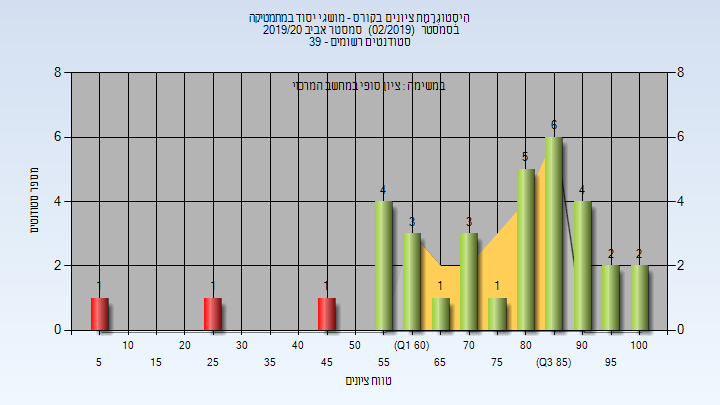 היסטוגרמת ציונים בקורס - מושגי יסוד במתמטיקה
בסמסטר (02/2019) סמסטר אביב 2019/20
סטודנטים רשומים - 39
במשימה : ציון סופי במחשב המרכזי
מספר סטודנטים
8 8
6 6
4 4
2 2
0 0
1 1 1 4 3 1 3 1 5 6 4 2 2
10 20 30 40 50 (Q1 60) 70 80 90 100
5 15 25 35 45 55 65 75 (Q3 85) 95
טווח ציונים